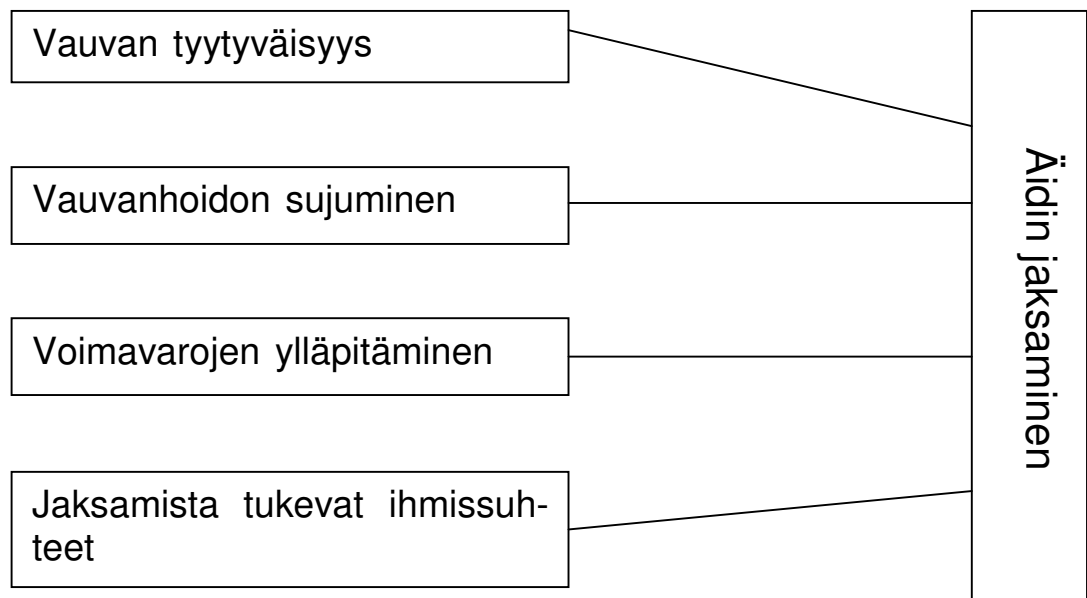 Vauvan tyytyväisyys
Vauvanhoidon sujuminen
Voimavarojen ylläpitäminen
Jaksamista tukevat ihmissuh-
teet
Äidin jaksaminen